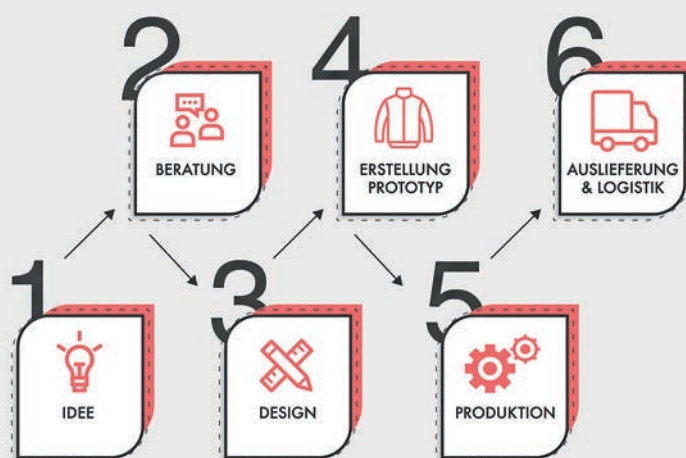 1
IDEE
2
BERATUNG
3
DESIGN
4
ERSTELLUNG
PROTOTYP
5
PRODUKTION
6
AUSLIEFERUNG
& LOGISTIK